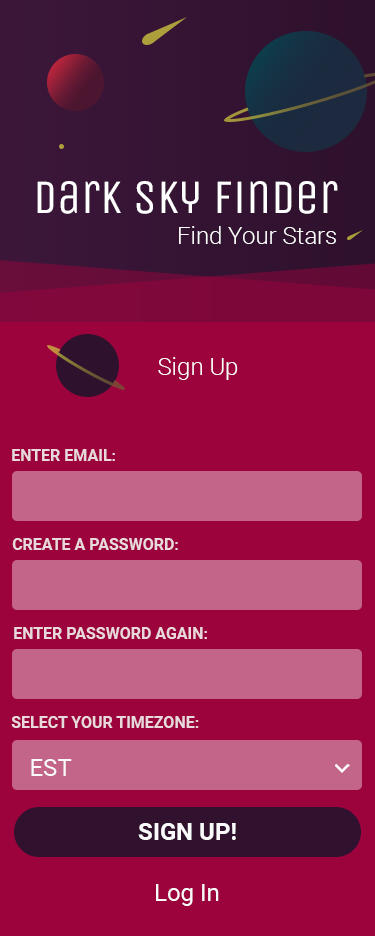 Dark Sky Finder
Find Your Stars
Sign Up
ENTER EMAIL:
CREATE A PASSWORD:
ENTER PASSWORD AGAIN:
SELECT YOUR TIMEZONE:
EST
SIGN UP!
Log In